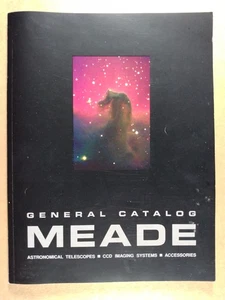 GENERAL CATALOG
MEADE
ASTRONOMICAL TELESCOPES ■ CCD IMAGING SYSTEMS ■ ACCESSORIES